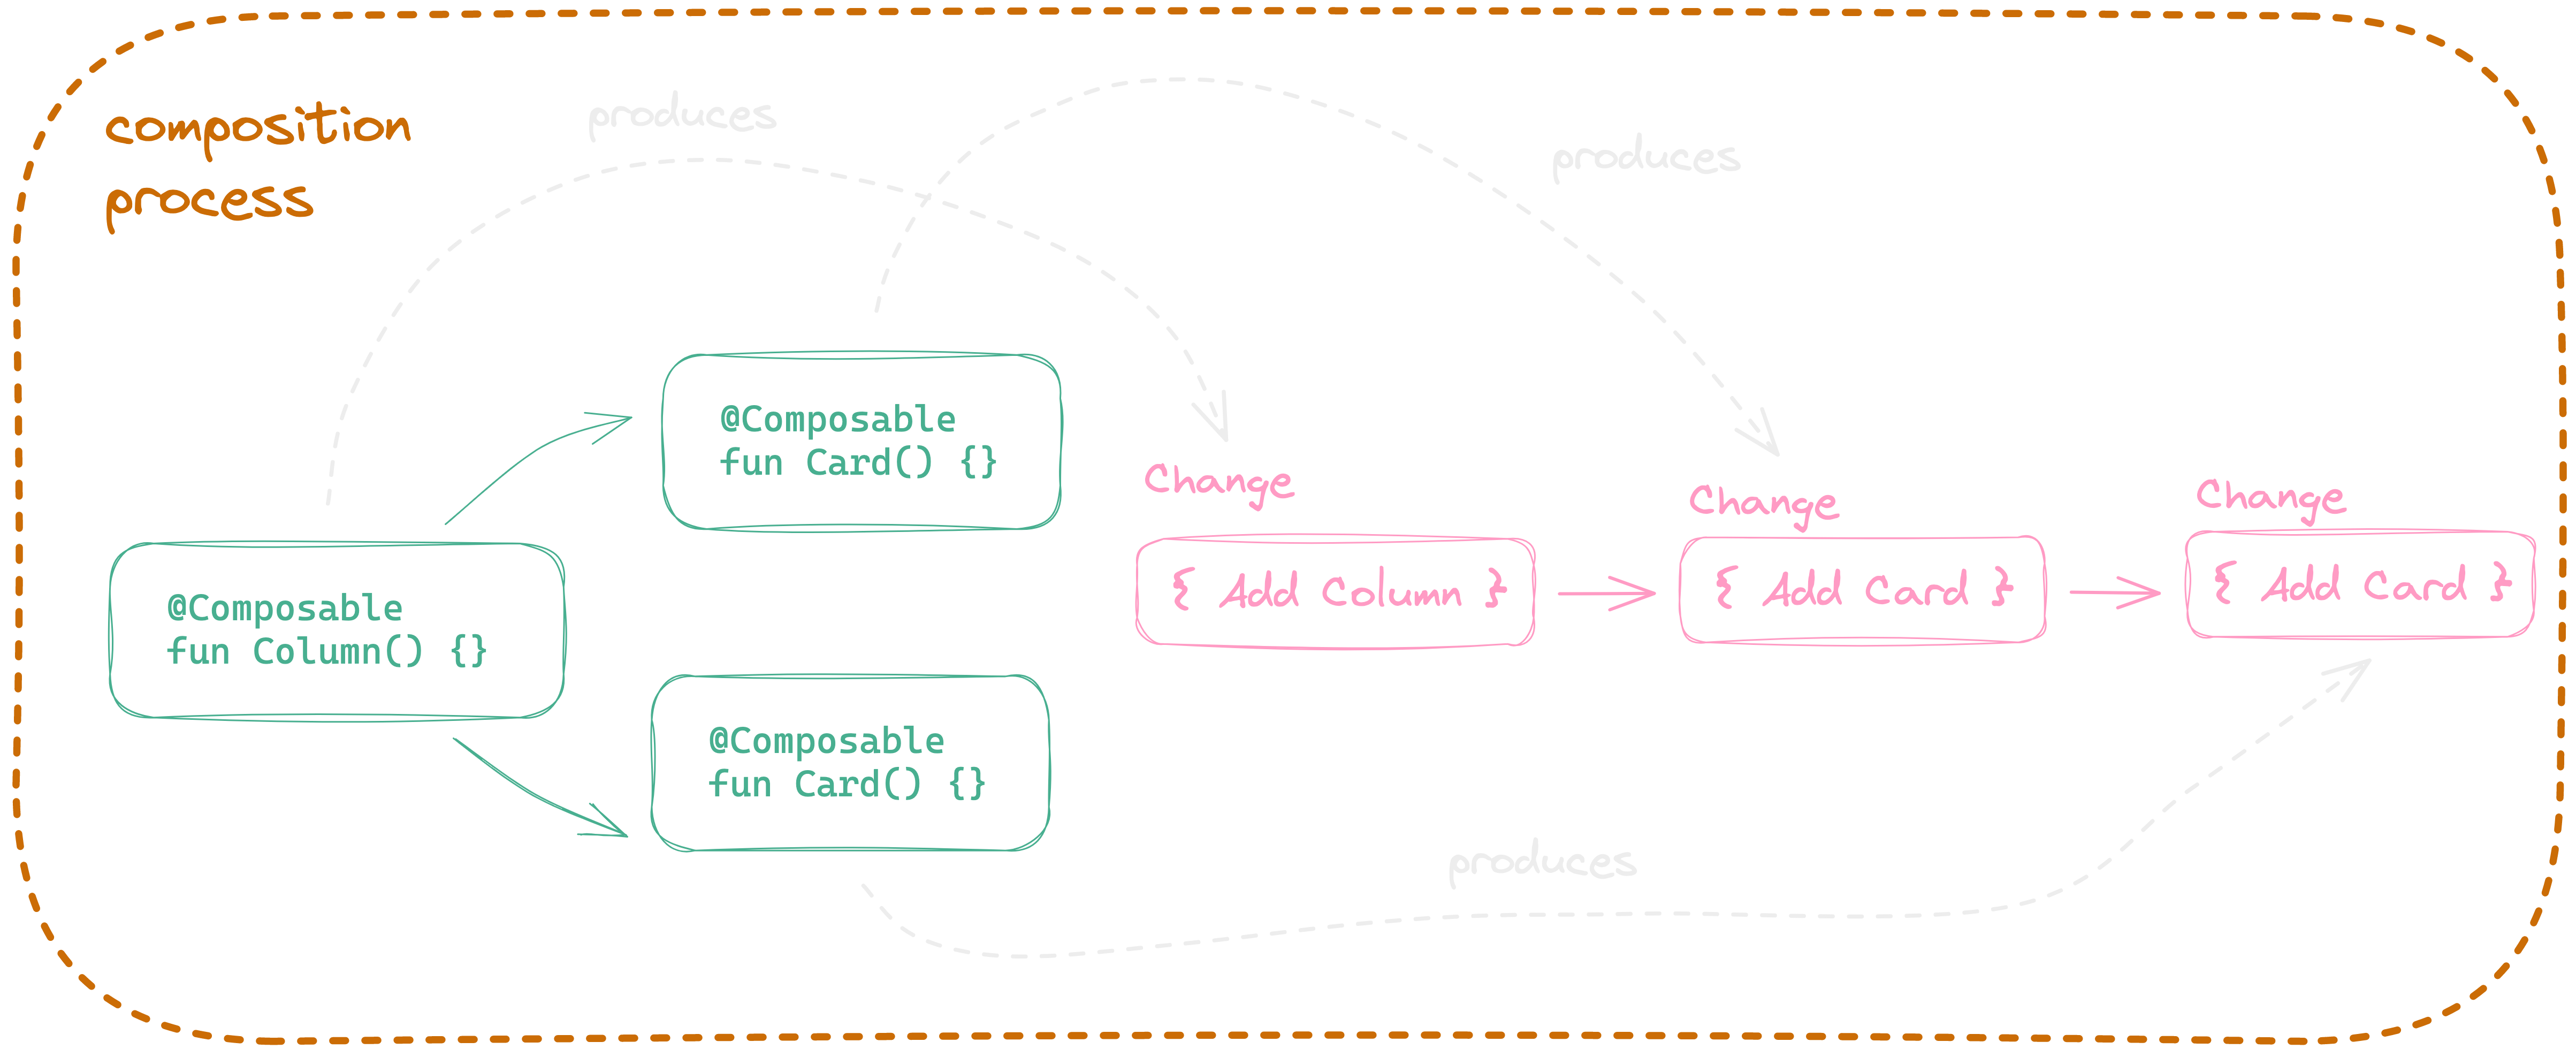 composition
process
produces
produces
@Composable
fun Card() {}
@Composable
fun Column() {}
@Composable
fun Card() {}
Change
{ Add Column }
Change
{ Add Card }
Change
{ Add Card }
produces